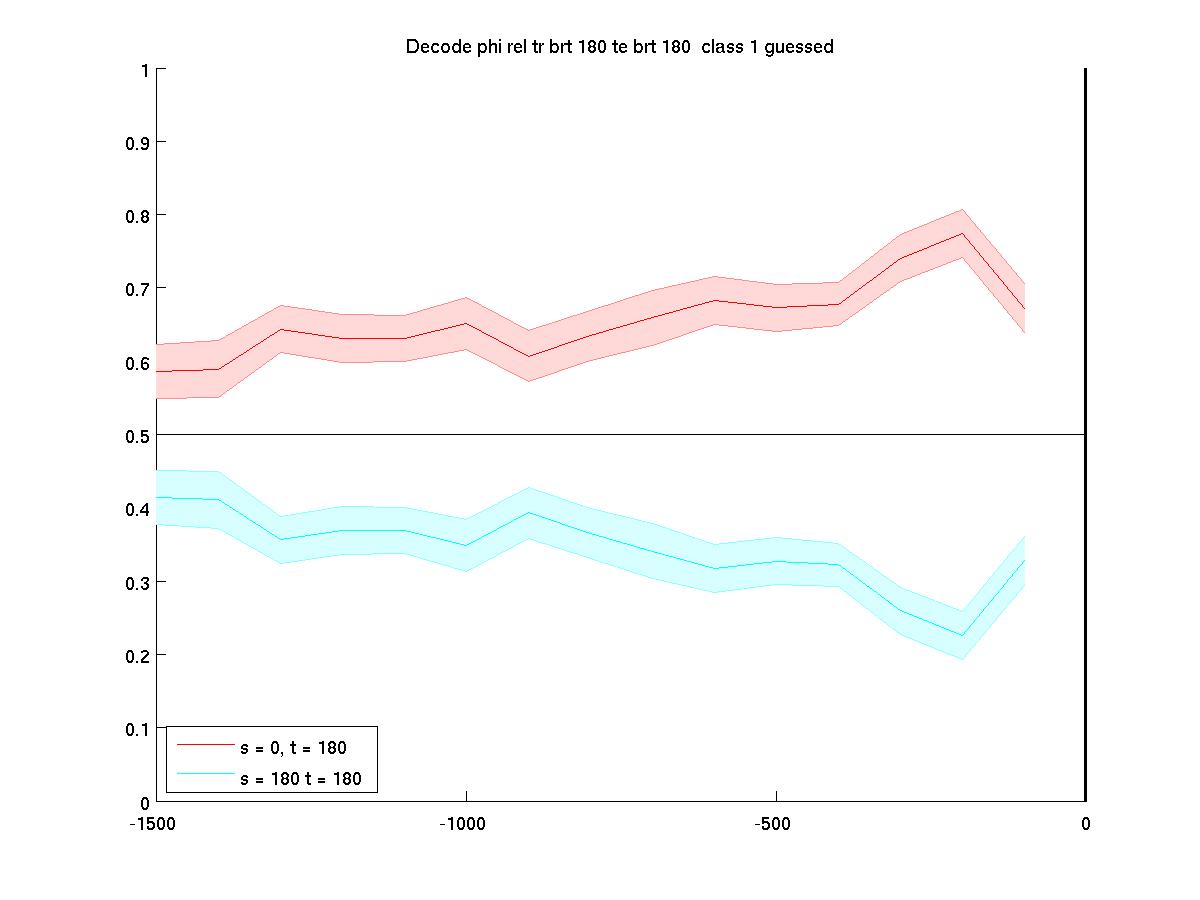 Decode phi rel tr brt 180 te brt 180  class 1 guessed
1
0.9
0.8
0.7
0.6
0.5
0.4
0.3
0.2
0.1
0
s = 0, t = 180
s = 180 t = 180
-1500 -1000 -500 0